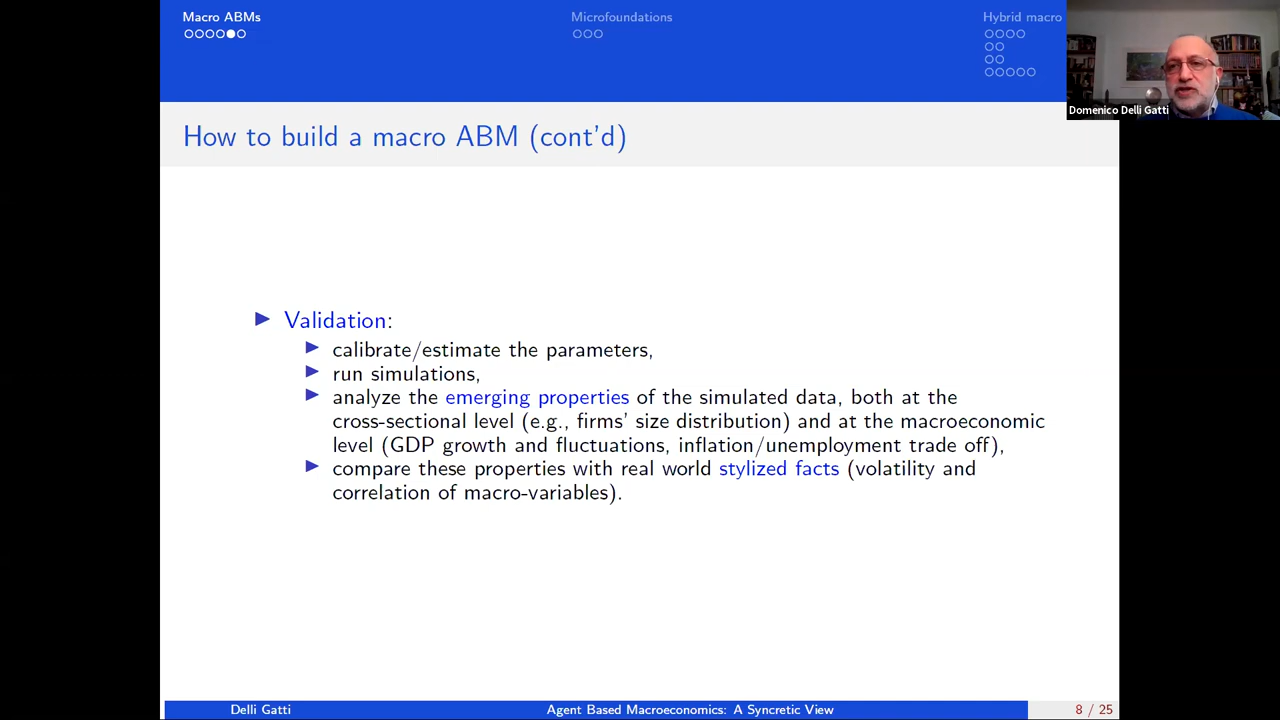 Macro ABMs
Microfoundations
Hybrid macro
Domenico Delli Gatti
How to build a macro ABM (cont'd)
Validation:
calibrate/estimate the parameters,
run simulations,
analyze the emerging properties of the simulated data, both at the
cross-sectional level (e.g., firms' size distribution) and at the macroeconomic
level (GDP growth and fluctuations, inflation/unemployment trade off),
compare these properties with real world stylized facts (volatility and
correlation of macro-variables).
Delli Gatti
Agent Based Macroeconomics: A Syncretic View
8 / 25